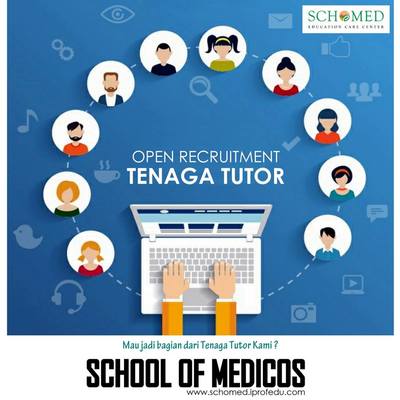 SCHOMED
EDUCATION CARE CENTER
OPEN RECRUITMENT
TENAGA TUTOR
Mau jadi bagian dari Tenaga Tutor Kami ?
SCHOOL OF MEDICOS
www.schomed.iprofedu.com